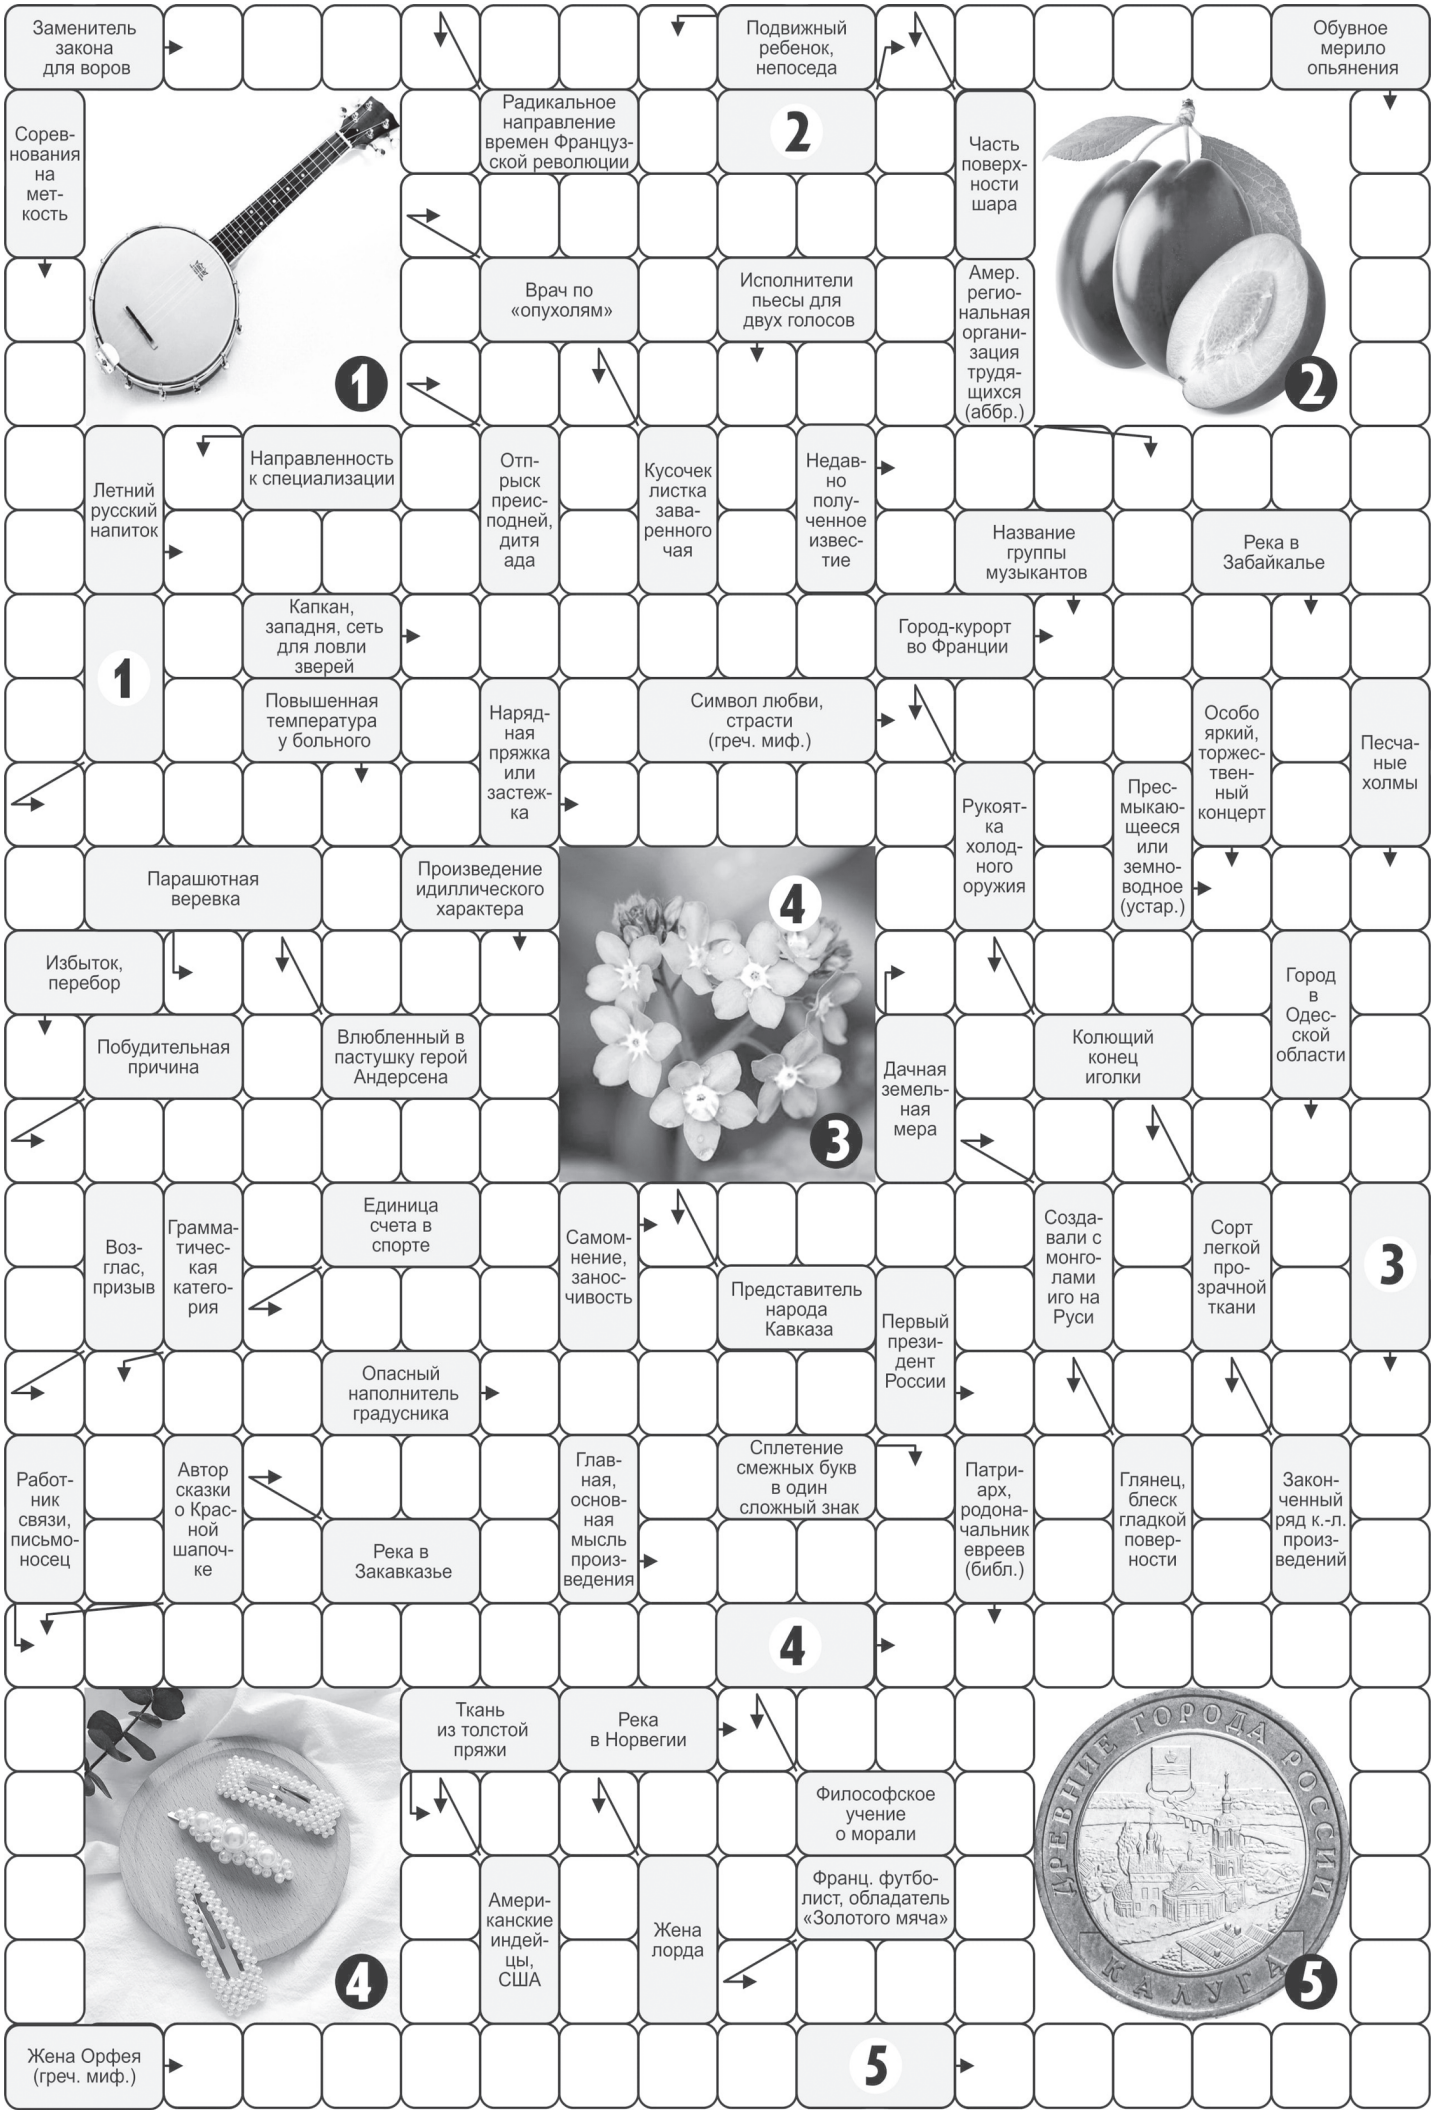 Заменитель
закона
для воров
Подвижный
ребенок,
непоседа
Обувное
мерило
опьянения
Сорев-
нования
на
мет-
кость
Радикальное
направление
времен Француз-
ской революции
2
Часть
поверх-
ности
шара
Врач по
«опухолям»
Исполнители
пьесы для
двух голосов
Амер.
регио-
нальная
органи-
зация
трудя-
щихся
(аббр.)
1
2
Летний
русский
напиток
Направленность
к специализации
Отп-
рыск
преис-
подней,
дитя
ада
Кусочек
листка
зава-
ренного
чая
Недав-
но
полу-
ченное
извес-
тие
Название
группы
музыкантов
Река в
Забайкалье
1
Капкан,
западня, сеть
для ловли
зверей
Город-курорт
во Франции
Повышенная
температура
у больного
Наряд-
ная
пряжка
или
застеж-
ка
Символ любви,
страсти
(греч. миф.)
Особо
яркий,
торжес-
твен-
ный
концерт
Песча-
ные
холмы
Рукоят-
ка
холод-
ного
оружия
Прес-
мыкаю-
щееся
или
земно-
водное
(устар.)
Парашютная
веревка
Произведение
идиллического
характера
4
Избыток,
перебор
Город
в
Одес-
ской
области
Побудительная
причина
Влюбленный в
пастушку герой
Андерсена
Дачная
земель-
ная
мера
Колющий
конец
иголки
3
Воз-
глас,
призыв
Грамма-
тичес-
кая
катего-
рия
Единица
счета в
спорте
Самом-
нение,
занос-
чивость
Созда-
вали с
монго-
лами
иго на
Руси
Сорт
легкой
про-
зрачной
ткани
3
Представитель
народа
Кавказа
Первый
прези-
дент
России
Опасный
наполнитель
градусника
Работ-
ник
связи,
письмо-
носец
Автор
сказки
о Крас-
ной
шапоч-
ке
Глав-
ная,
основ-
ная
мысль
произ-
ведения
Сплетение
смежных букв
в один
сложный знак
Патри-
арх,
родона-
чальник
евреев
(библ.)
Глянец,
блеск
гладкой
повер-
ности
Закон-
ченный
ряд к.-л.
произ-
ведений
Река в
Закавказье
4
Ткань
из толстой
пряжи
Река
в Норвегии
ДРЕВНИЕ ГОРОДА РОССИИ
КАЛУГА
Философское
учение
о морали
Амери-
канские
индей-
цы,
США
Жена
лорда
Франц. футбо-
лист, обладатель
«Золотого мяча»
4
5
Жена Орфея
(греч. миф.)
5